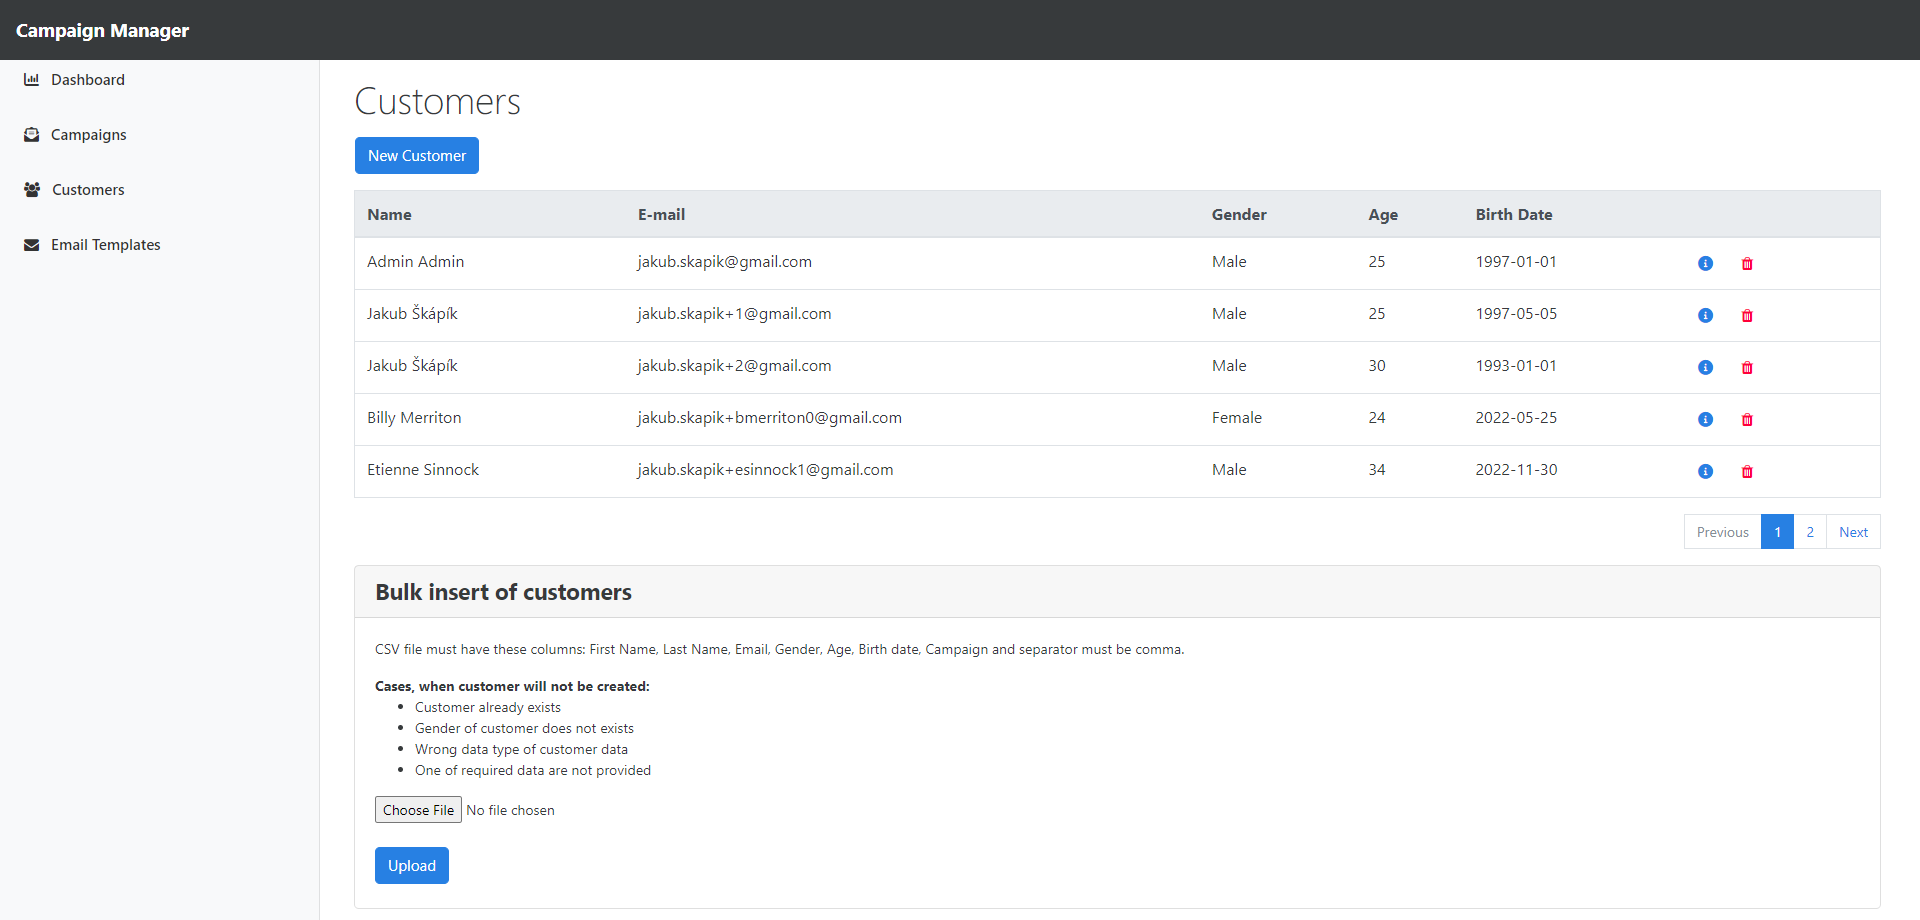 Campaign Manager
Dashboard
Campaigns
Customers
Email Templates
Customers
New Customer
Name E-mail Gender Age Birth Date
Admin Admin jakub.skapik@gmail.com Male 25 1997-01-01
Jakub Škápík jakub.skapik+1@gmail.com Male 25 1997-05-05
Jakub Škápík jakub.skapik+2@gmail.com Male 30 1993-01-01
Billy Merriton jakub.skapik+bmerriton0@gmail.com Female 24 2022-05-25
Etienne Sinnock jakub.skapik+esinnock1@gmail.com Male 34 2022-11-30
Previous 1 2 Next
Bulk insert of customers
CSV file must have these columns: First Name, Last Name, Email, Gender, Age, Birth date, Campaign and separator must be comma.
Cases, when customer will not be created:
Customer already exists
Gender of customer does not exists
Wrong data type of customer data
One of required data are not provided
Choose File No file chosen
Upload